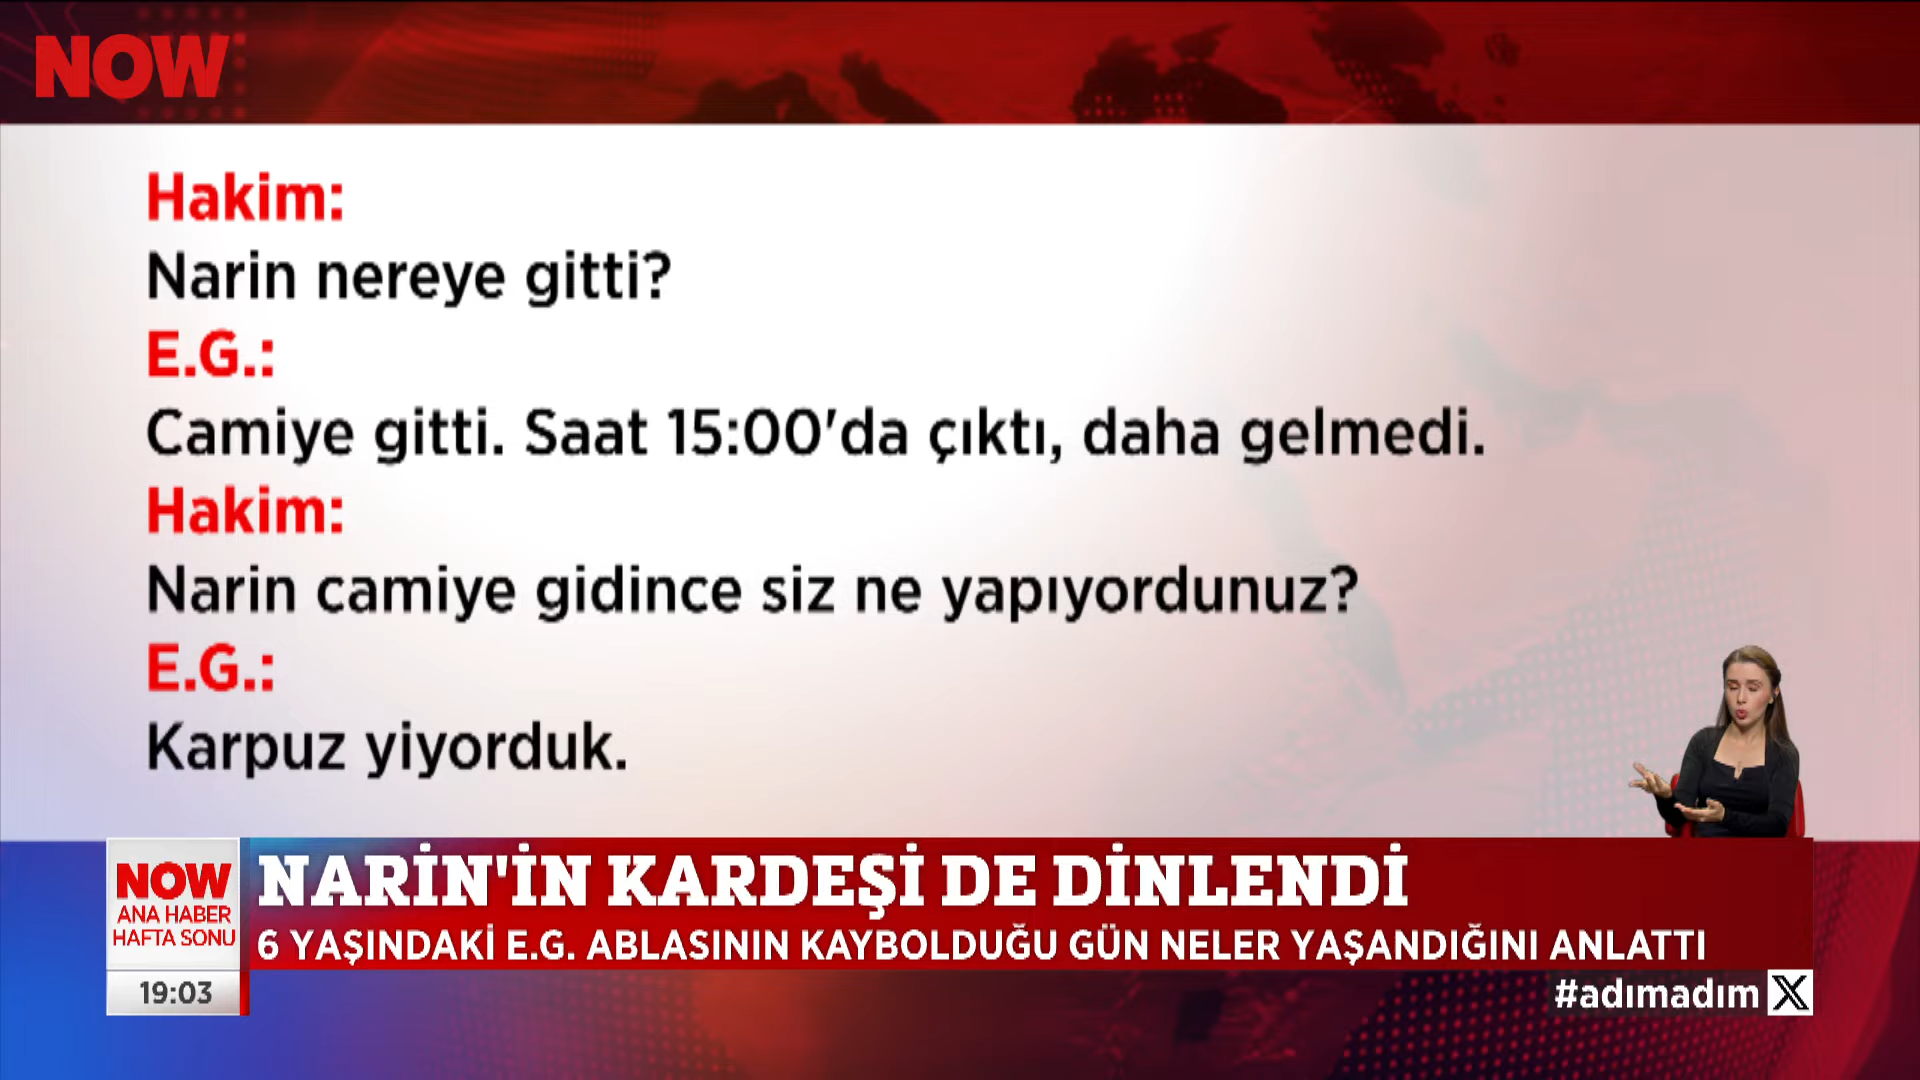 NOW
Hakim:
Narin nereye gitti?
E.G.:
Camiye gitti. Saat 15:00'da çıktı, daha gelmedi.
Hakim:
Narin camiye gidince siz ne yapıyordunuz?
E.G.:
Karpuz yiyorduk.
NOW
ANA HABER
HAFTA SONU
19:03
NARİN'İN KARDEŞİ DE DİNLENDİ
6 YAŞINDAKİ E.G. ABLASININ KAYBOLDUĞU GÜN NELER YAŞANDIĞINI ANLATTI
#adımadım X